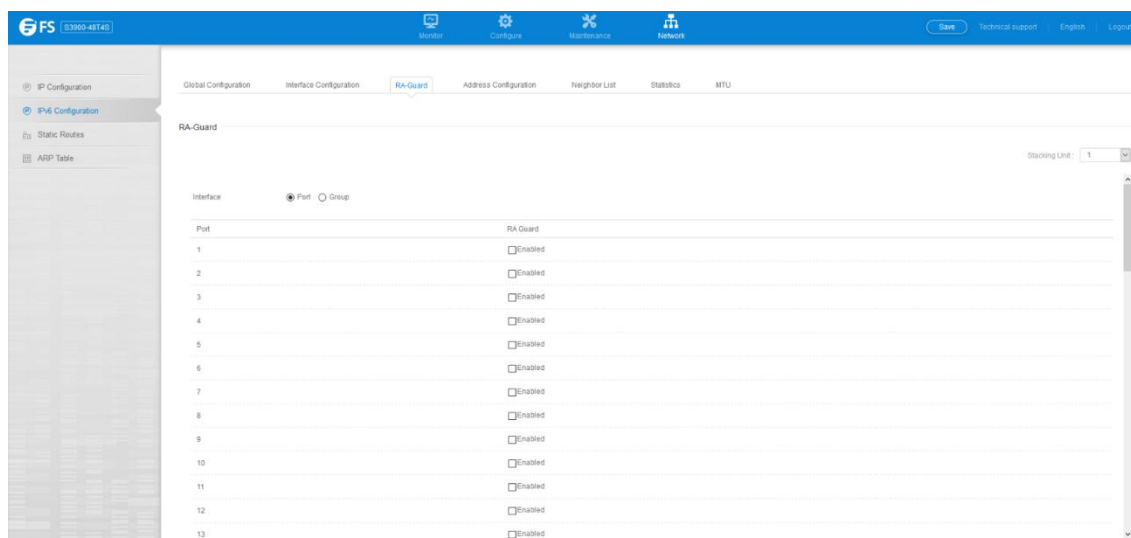 FS S3900-48T4S
Monitor Configure Maintenance Network
Save Technical support English Logout
IP Configuration
IPv6 Configuration
Static Routes
ARP Table
Global Configuration Interface Configuration RA-Guard Address Configuration Neighbor List Statistics MTU
RA-Guard
Stacking Unit: 1
Interface Port Group
Port RA Guard
1 Enabled
2 Enabled
3 Enabled
4 Enabled
5 Enabled
6 Enabled
7 Enabled
8 Enabled
9 Enabled
10 Enabled
11 Enabled
12 Enabled
13 Enabled